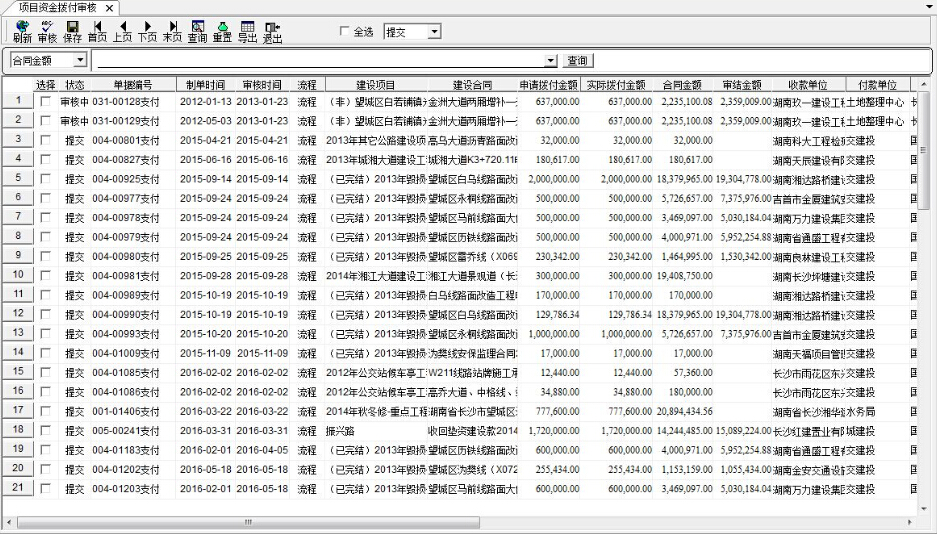 项目资金拨付审核
刷新 审核 保存 首页 上页 下页 末页 查询 重置 导出 退出 全选 提交
合同金额 查询
选择 状态 单据编号 制单时间 审核时间 流程 建设项目 建设合同 申请拨付金额 实际拨付金额 合同金额 审结金额 收款单位 付款单位
1 审核中 031-00128支付 2012-01-13 2013-01-23 流程 （非）望城区白若铺镇 金洲大道两厢增补一 637,000.00 637,000.00 2,235,100.08 2,359,009.00 湖南玖一建设工程 土地整理中心 长
2 审核中 031-00129支付 2012-05-03 2013-01-23 流程 （非）望城区白若铺镇 金洲大道两厢增补一 637,000.00 637,000.00 2,235,100.08 2,359,009.00 湖南玖一建设工程 土地整理中心 长
3 提交 004-00801支付 2015-04-21 2015-04-21 流程 2013年其它公路建设项 高乌大道沥青路面改 32,000.00 32,000.00 32,000.00 湖南科大工程检 交建投 国
4 提交 004-00827支付 2015-06-16 2015-06-16 流程 2013年城湘大道建设工 城湘大道K3+720.11 180,617.00 180,617.00 180,617.00 湖南天辰建设有 交建投 国
5 提交 004-00925支付 2015-09-14 2015-09-14 流程 （已完结）2013年毁损 望城区白乌线路面改 2,000,000.00 2,000,000.00 18,379,965.00 19,304,778.00 湖南湘达路桥建 交建投 国
6 提交 004-00977支付 2015-09-24 2015-09-24 流程 （已完结）2013年毁损 望城区永桐线路面改 500,000.00 500,000.00 5,726,657.00 7,375,976.00 吉首市金厦建筑 交建投 国
7 提交 004-00978支付 2015-09-24 2015-09-24 流程 （已完结）2013年毁损 望城区马前线路面大 500,000.00 500,000.00 3,469,097.00 5,030,184.04 湖南万力建设集 交建投 国
8 提交 004-00979支付 2015-09-24 2015-09-24 流程 （已完结）2013年毁损 望城区历铁线路面改 500,000.00 500,000.00 4,000,971.00 5,952,254.88 湖南省通盛工程 交建投 国
9 提交 004-00980支付 2015-09-25 2015-09-25 流程 （已完结）2013年毁损 望城区雷乔线（X069 230,342.00 230,342.00 1,464,995.00 1,530,342.00 湖南良林建设工 交建投 国
10 提交 004-00981支付 2015-09-28 2015-09-28 流程 2014年湘江大道建设工 湘江大道景观道（长 300,000.00 300,000.00 19,408,750.00 湖南长沙坪塘建 交建投 国
11 提交 004-00989支付 2015-10-19 2015-10-19 流程 （已完结）2013年毁损 白乌线路面改造工程 170,000.00 170,000.00 170,000.00 湖南湘达路桥建 交建投 国
12 提交 004-00990支付 2015-10-19 2015-10-19 流程 （已完结）2013年毁损 望城区白乌线路面改 129,786.34 129,786.34 18,379,965.00 19,304,778.00 湖南湘达路桥建 交建投 国
13 提交 004-00993支付 2015-10-20 2015-10-20 流程 （已完结）2013年毁损 望城区永桐线路面改 1,000,000.00 1,000,000.00 5,726,657.00 7,375,976.00 吉首市金厦建筑 交建投 国
14 提交 004-01009支付 2015-11-09 2015-11-09 流程 （已完结）2013年毁损 沩樊线安保监理合同 17,000.00 17,000.00 17,000.00 湖南天福项目管 交建投 国
15 提交 004-01085支付 2016-02-02 2016-02-02 流程 2012年公交站候车亭工 W211线路站牌施工 12,440.00 12,440.00 57,360.00 长沙市雨花区东 交建投 国
16 提交 004-01086支付 2016-02-02 2016-02-02 流程 2012年公交站候车亭工 高乔大道、中格线、 34,880.00 34,880.00 180,000.00 长沙市雨花区东 交建投 国
17 提交 001-01406支付 2016-03-22 2016-03-22 流程 2014年秋冬修-重点工程 湖南省长沙市望城区 777,600.00 777,600.00 20,894,434.56 湖南省长沙湘华 水务局 国
18 提交 005-00241支付 2016-03-31 2016-03-31 流程 振兴路 收回垫资建设款2014 1,720,000.00 1,720,000.00 14,244,485.00 15,089,224.00 长沙红建置业有 城建投 国
19 提交 004-01183支付 2016-02-01 2016-04-05 流程 （已完结）2013年毁损 望城区历铁线路面改 600,000.00 600,000.00 4,000,971.00 5,952,254.88 湖南省通盛工程 交建投 国
20 提交 004-01202支付 2016-05-18 2016-05-18 流程 （已完结）2013年毁损 望城区沩樊线（X072 255,434.00 255,434.00 1,153,159.00 1,055,434.00 湖南金安交通设 交建投 国
21 提交 004-01203支付 2016-02-01 2016-05-18 流程 （已完结）2013年毁损 望城区马前线路面大 600,000.00 600,000.00 3,469,097.00 5,030,184.04 湖南万力建设集 交建投 国